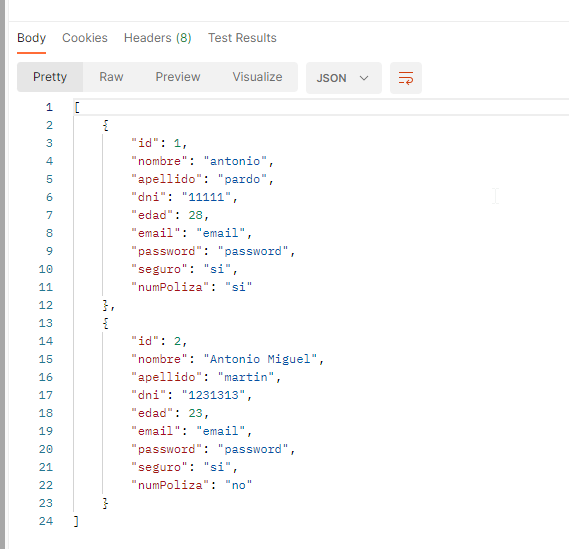 Body Cookies Headers (8) Test Results
Pretty Raw Preview Visualize JSON
1 [
2 {
3 "id": 1,
4 "nombre": "antonio",
5 "apellido": "pardo",
6 "dni": "11111",
7 "edad": 28,
8 "email": "email",
9 "password": "password",
10 "seguro": "si",
11 "numPoliza": "si"
12 },
13 {
14 "id": 2,
15 "nombre": "Antonio Miguel",
16 "apellido": "martin",
17 "dni": "1231313",
18 "edad": 23,
19 "email": "email",
20 "password": "password",
21 "seguro": "si",
22 "numPoliza": "no"
23 }
24 ]